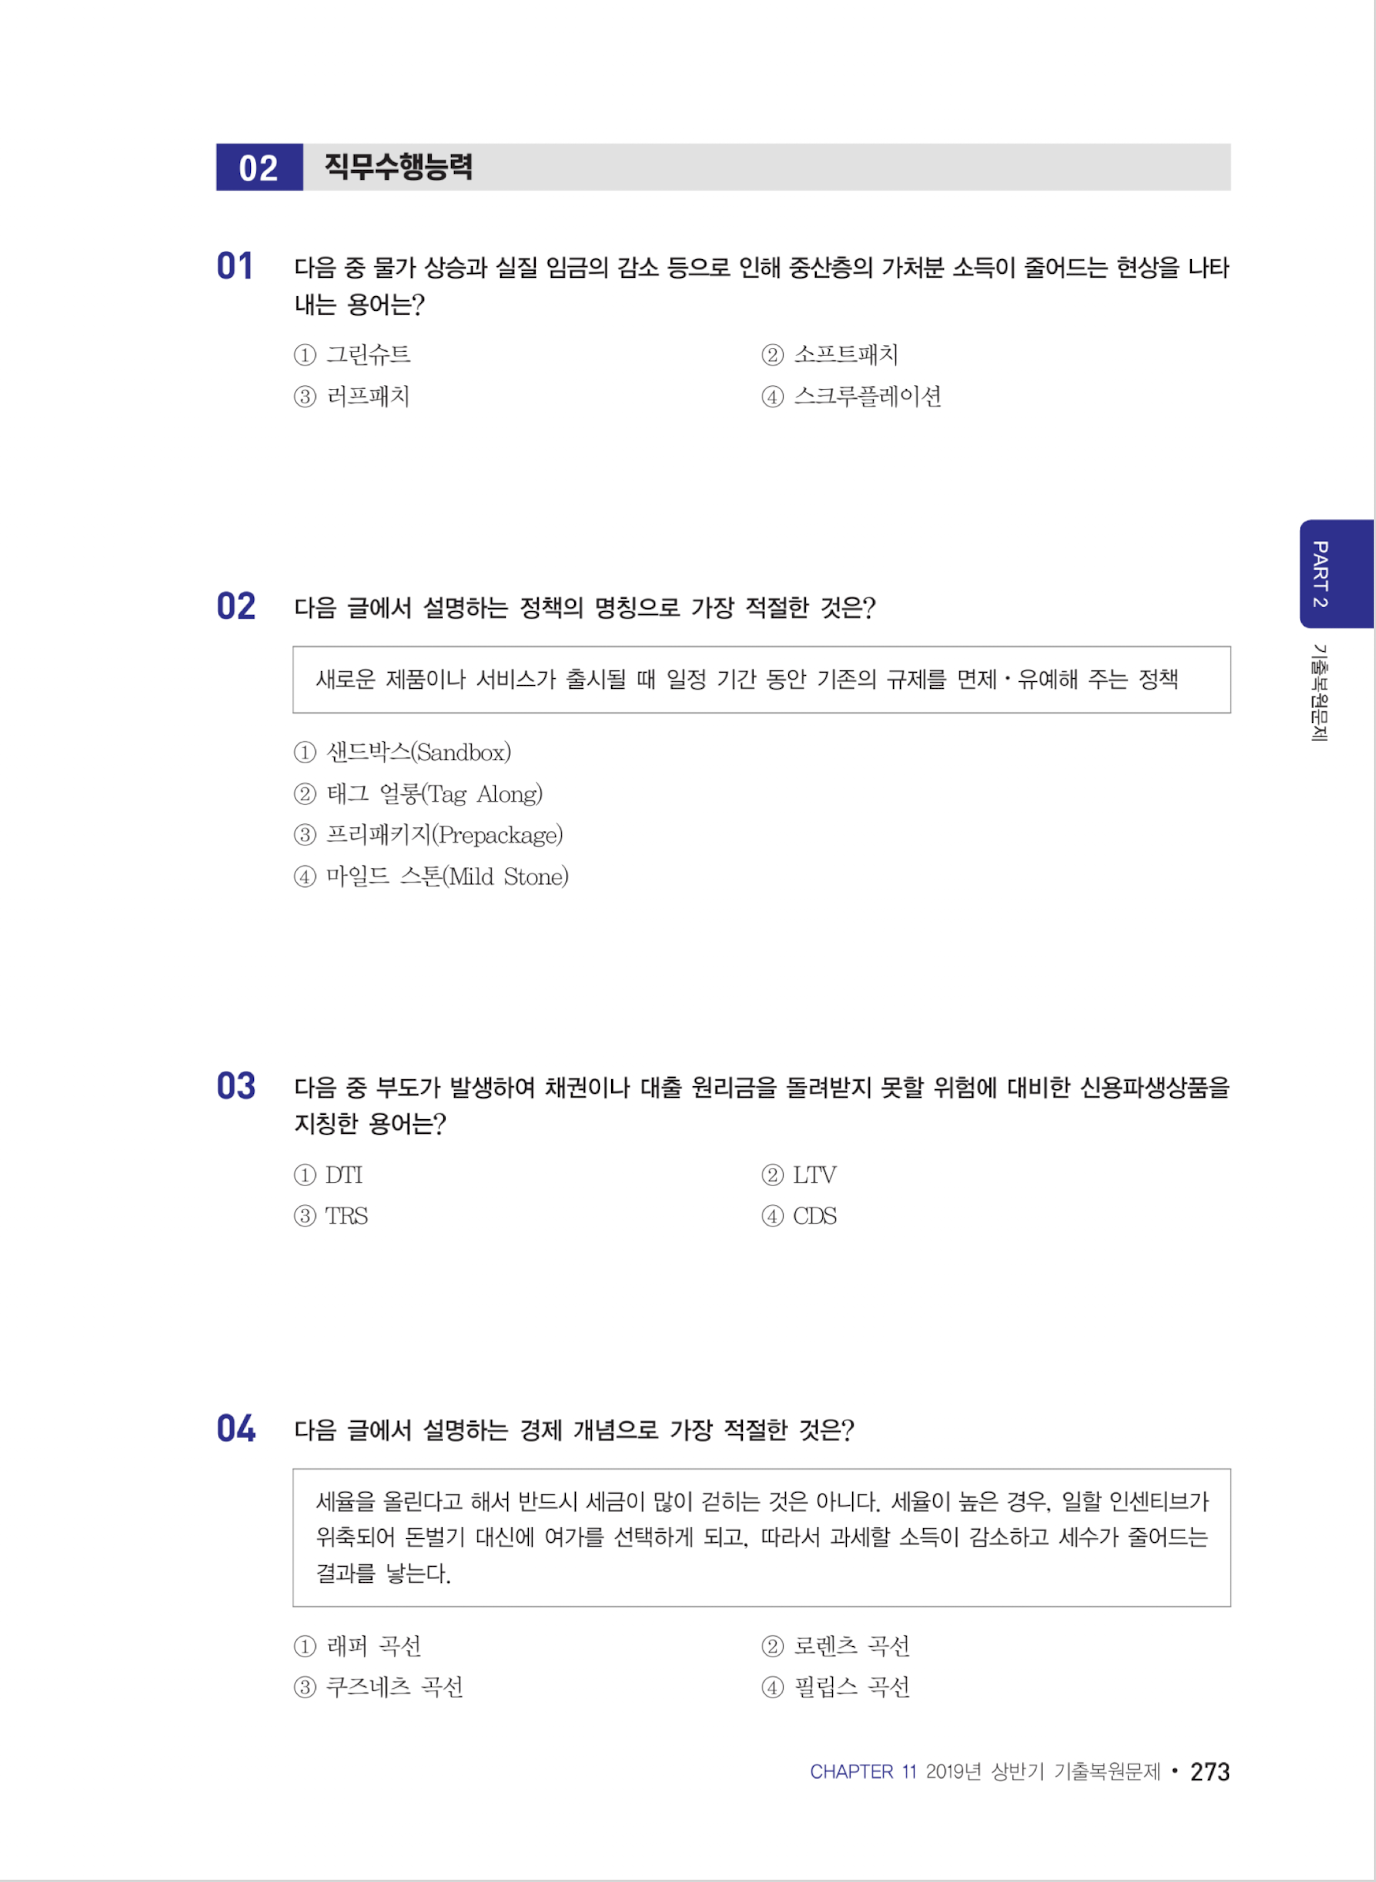 02 직무수행능력
01 다음 중 물가 상승과 실질 임금의 감소 등으로 인해 중산층의 가처분 소득이 줄어드는 현상을 나타
내는 용어는?
① 그린슈트 ② 소프트패치
③ 러프패치 ④ 스크루플레이션
02 다음 글에서 설명하는 정책의 명칭으로 가장 적절한 것은?
새로운 제품이나 서비스가 출시될 때 일정 기간 동안 기존의 규제를 면제·유예해 주는 정책
① 샌드박스(Sandbox)
② 태그 얼롱(Tag Along)
③ 프리패키지(Prepackage)
④ 마일드 스톤(Mild Stone)
03 다음 중 부도가 발생하여 채권이나 대출 원리금을 돌려받지 못할 위험에 대비한 신용파생상품을
지칭한 용어는?
① DTI ② LTV
③ TRS ④ CDS
04 다음 글에서 설명하는 경제 개념으로 가장 적절한 것은?
세율을 올린다고 해서 반드시 세금이 많이 걷히는 것은 아니다. 세율이 높은 경우, 일할 인센티브가
위축되어 돈벌기 대신에 여가를 선택하게 되고, 따라서 과세할 소득이 감소하고 세수가 줄어드는
결과를 낳는다.
① 래퍼 곡선 ② 로렌츠 곡선
③ 쿠즈네츠 곡선 ④ 필립스 곡선
PART 2
기출복원문제
CHAPTER 11 2019년 상반기 기출복원문제 • 273